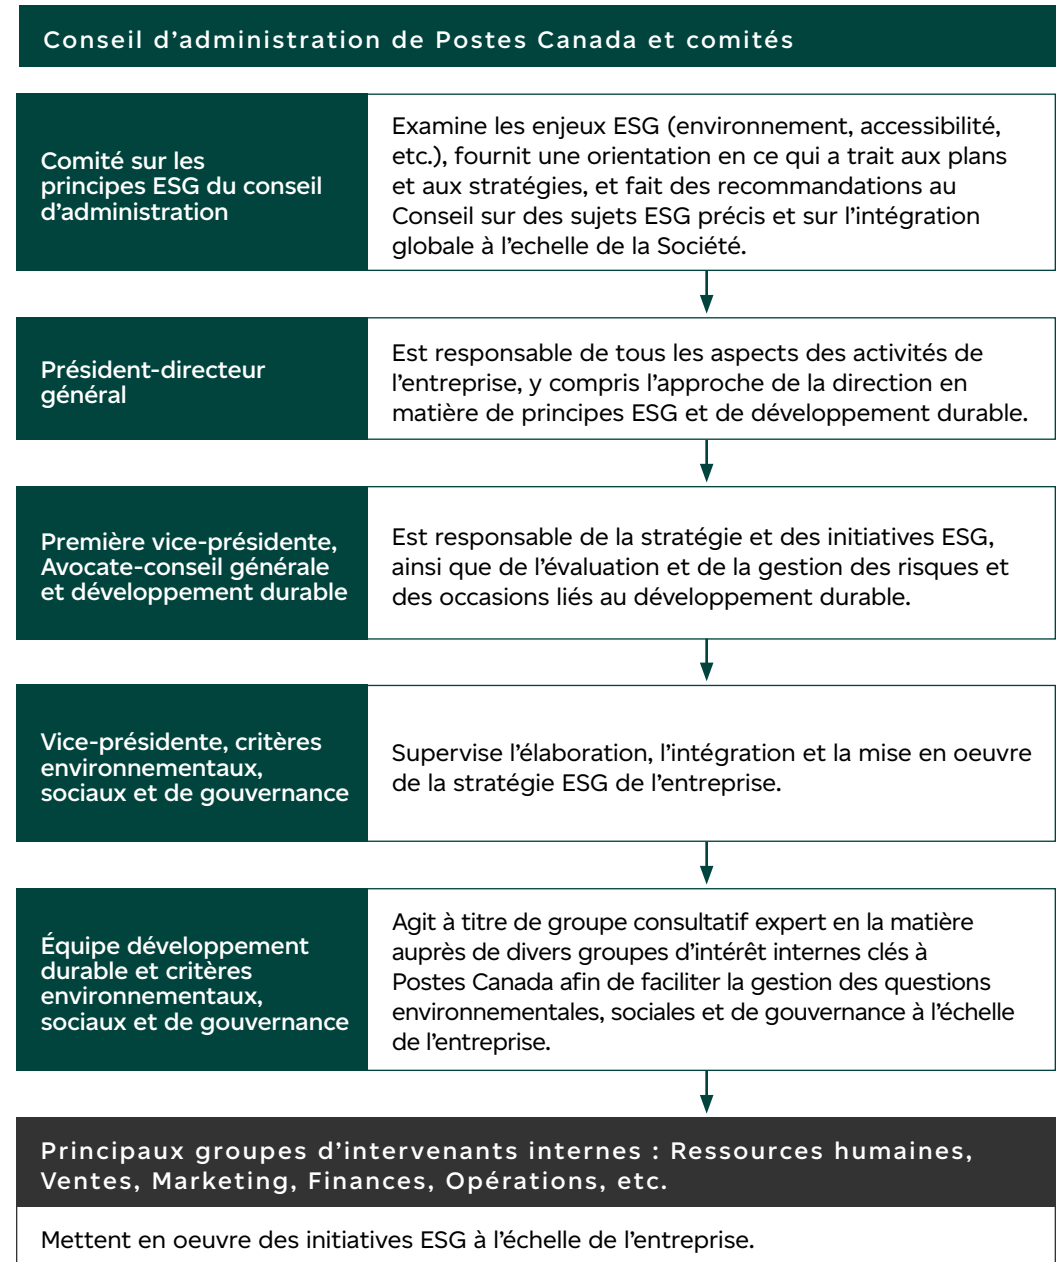 Conseil d’administration de Postes Canada et comités
Comité sur les
principes ESG du conseil
d’administration
Examine les enjeux ESG (environnement, accessibilité,
etc.), fournit une orientation en ce qui a trait aux plans
et aux stratégies, et fait des recommandations au
Conseil sur des sujets ESG précis et sur l’intégration
globale à l’echelle de la Société.
Président-directeur
général
Est responsable de tous les aspects des activités de
l’entreprise, y compris l’approche de la direction en
matière de principes ESG et de développement durable.
Première vice-présidente,
Avocate-conseil générale
et développement durable
Est responsable de la stratégie et des initiatives ESG,
ainsi que de l’évaluation et de la gestion des risques et
des occasions liés au développement durable.
Vice-présidente, critères
environnementaux,
sociaux et de gouvernance
Supervise l’élaboration, l’intégration et la mise en oeuvre
de la stratégie ESG de l’entreprise.
Équipe développement
durable et critères
environnementaux,
sociaux et de gouvernance
Agit à titre de groupe consultatif expert en la matière
auprès de divers groupes d’intérêt internes clés à
Postes Canada afin de faciliter la gestion des questions
environnementales, sociales et de gouvernance à l’échelle
de l’entreprise.
Principaux groupes d’intervenants internes : Ressources humaines,
Ventes, Marketing, Finances, Opérations, etc.
Mettent en oeuvre des initiatives ESG à l’échelle de l’entreprise.